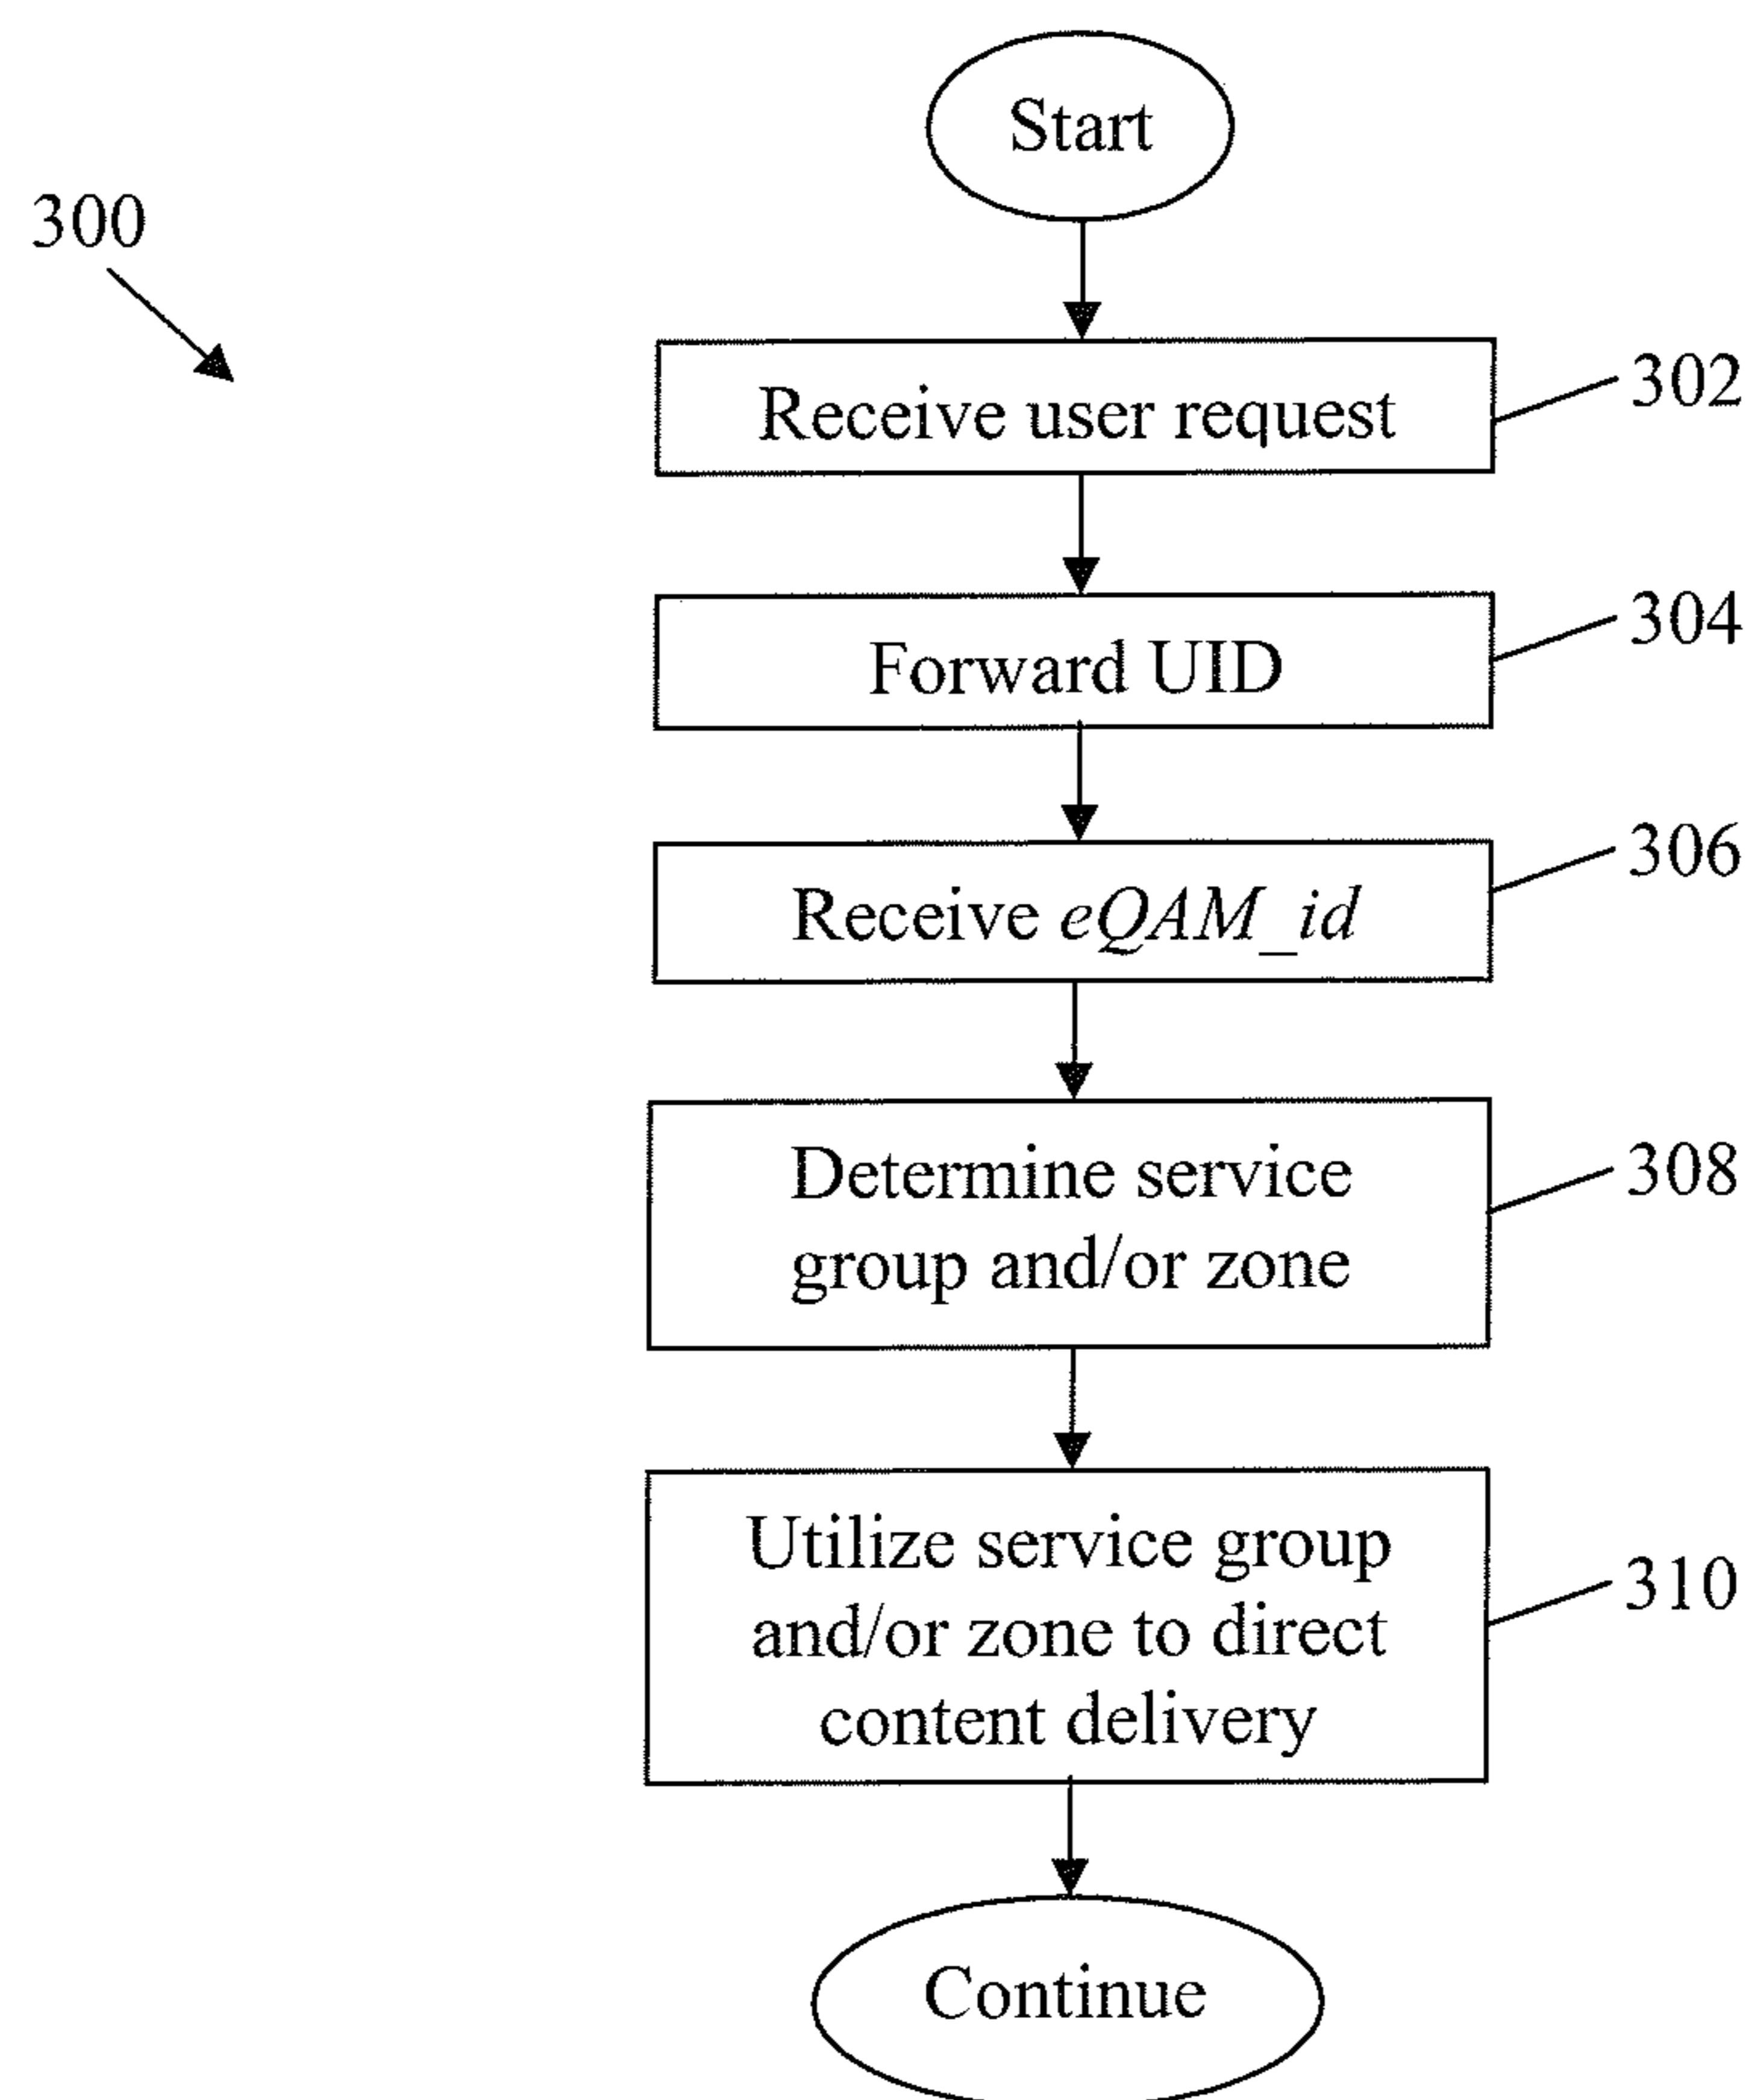 Start
300
Receive user request
302
Forward UID
304
Receive eQAM_id
306
Determine service
group and/or zone
308
Utilize service group
and/or zone to direct
content delivery
310
Continue